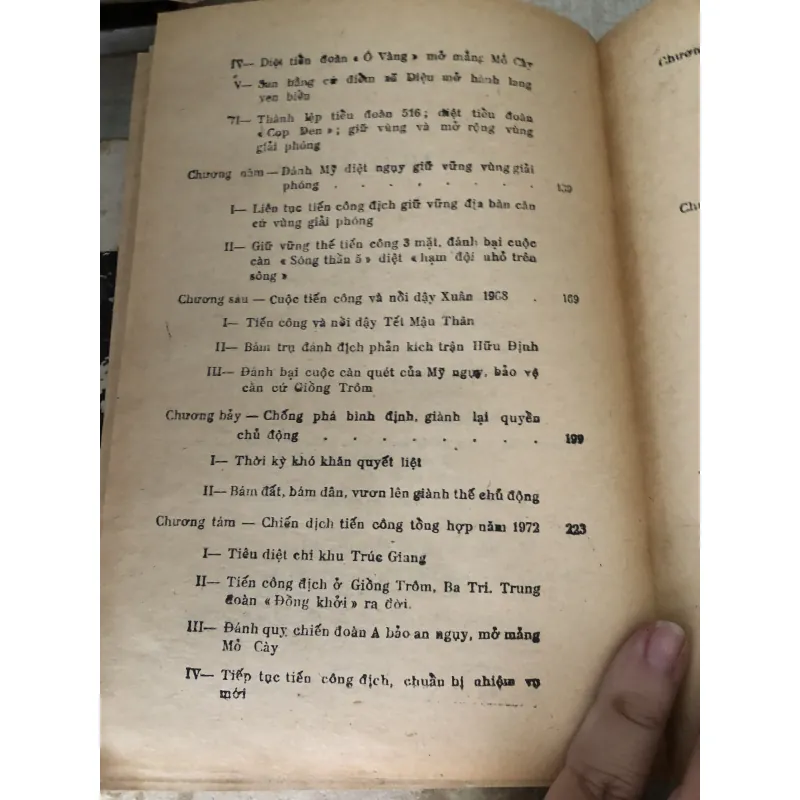 IV— Diệt tiền đoàn « Ó Vàng » mở mảng Mỏ Cày
V— San bằng cứ điểm xã Diệu mở hành lang
ven biển
7I— Thành lập tiểu đoàn 516; diệt tiểu đoàn
« Cọp Đen »; giữ vùng và mở rộng vùng
giải phóng
Chương năm — Đánh Mỹ diệt ngụy giữ vững vùng giải
phóng . . . . . . . . 139
I— Liên tục tiến công địch giữ vững địa bàn căn
cứ vùng giải phóng
II— Giữ vững thế tiến công 3 mặt, đánh bại cuộc
càn « Sóng thần 5 » diệt « hạm đội nhỏ trên
sông »
Chương sáu — Cuộc tiến công và nổi dậy Xuân 1968 . 169
I— Tiến công và nổi dậy Tết Mậu Thân
II— Bám trụ đánh địch phản kích trận Hữu Định
III— Đánh bại cuộc càn quét của Mỹ ngụy, bảo vệ
căn cứ Giồng Trôm
Chương bảy — Chống phá bình định, giành lại quyền
chủ động . . . . . . . . 199
I— Thời kỳ khó khăn quyết liệt
II— Bám đất, bám dân, vươn lên giành thế chủ động
Chương tám — Chiến dịch tiến công tổng hợp năm 1972 223
I— Tiêu diệt chi khu Trúc Giang
II— Tiến công địch ở Giồng Trôm, Ba Tri. Trung
đoàn « Đồng khởi » ra đời.
III— Đánh quỵ chiến đoàn A bảo an ngụy, mở mảng
Mỏ Cày
IV— Tiếp tục tiến công địch, chuẩn bị nhiệm vụ
mới